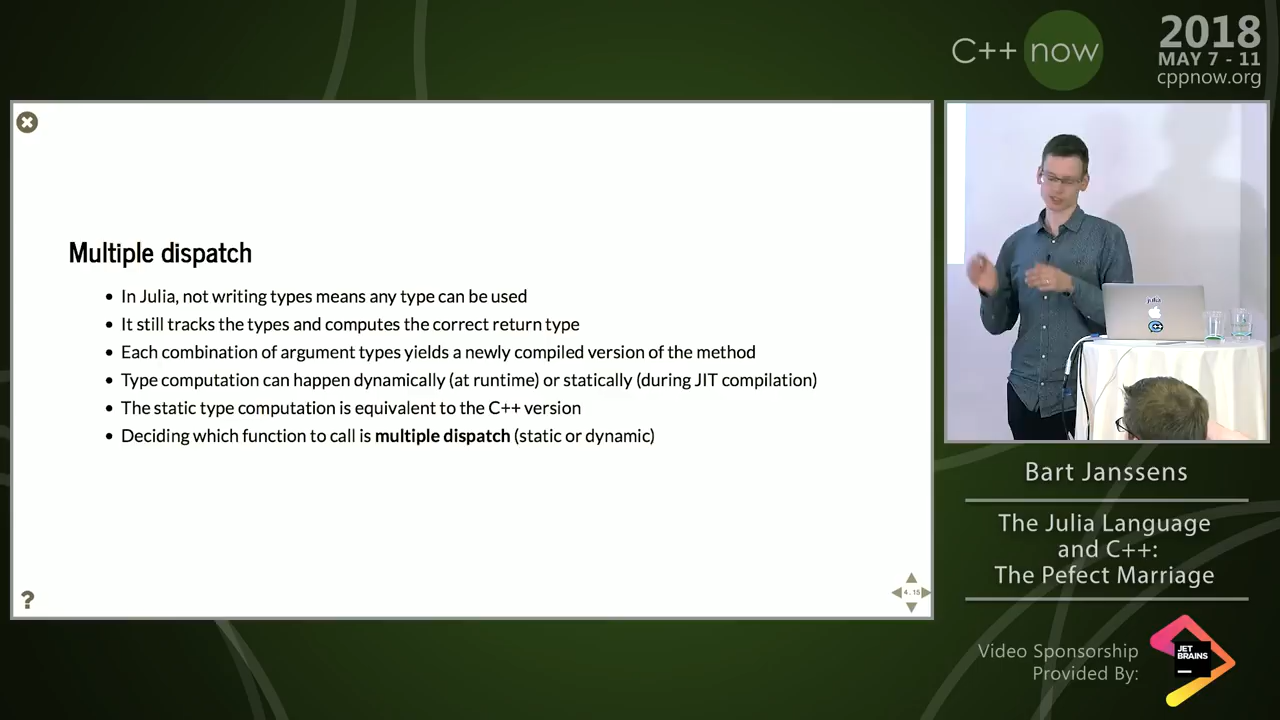 C++ now
2018
MAY 7 - 11
cppnow.org
Multiple dispatch
• In Julia, not writing types means any type can be used
• It still tracks the types and computes the correct return type
• Each combination of argument types yields a newly compiled version of the method
• Type computation can happen dynamically (at runtime) or statically (during JIT compilation)
• The static type computation is equivalent to the C++ version
• Deciding which function to call is multiple dispatch (static or dynamic)
?
4.15
julia
Bart Janssens
The Julia Language
and C++:
The Pefect Marriage
Video Sponsorship
Provided By:
JET
BRAINS